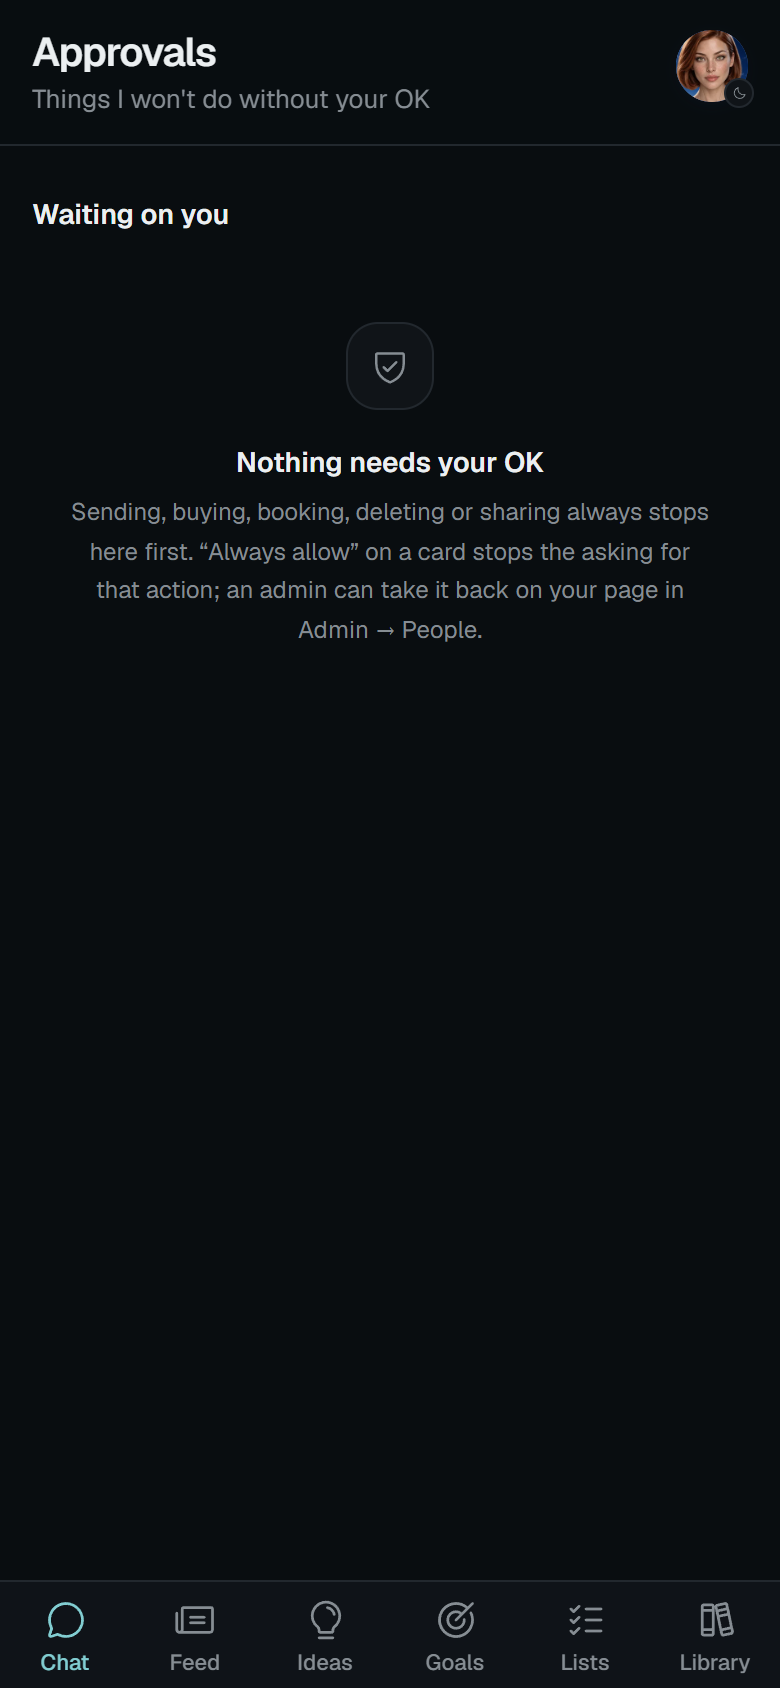 Approvals
Things I won't do without your OK
Waiting on you
Nothing needs your OK
Sending, buying, booking, deleting or sharing always stops
here first. “Always allow” on a card stops the asking for
that action; an admin can take it back on your page in
Admin → People.
Chat
Feed
Ideas
Goals
Lists
Library